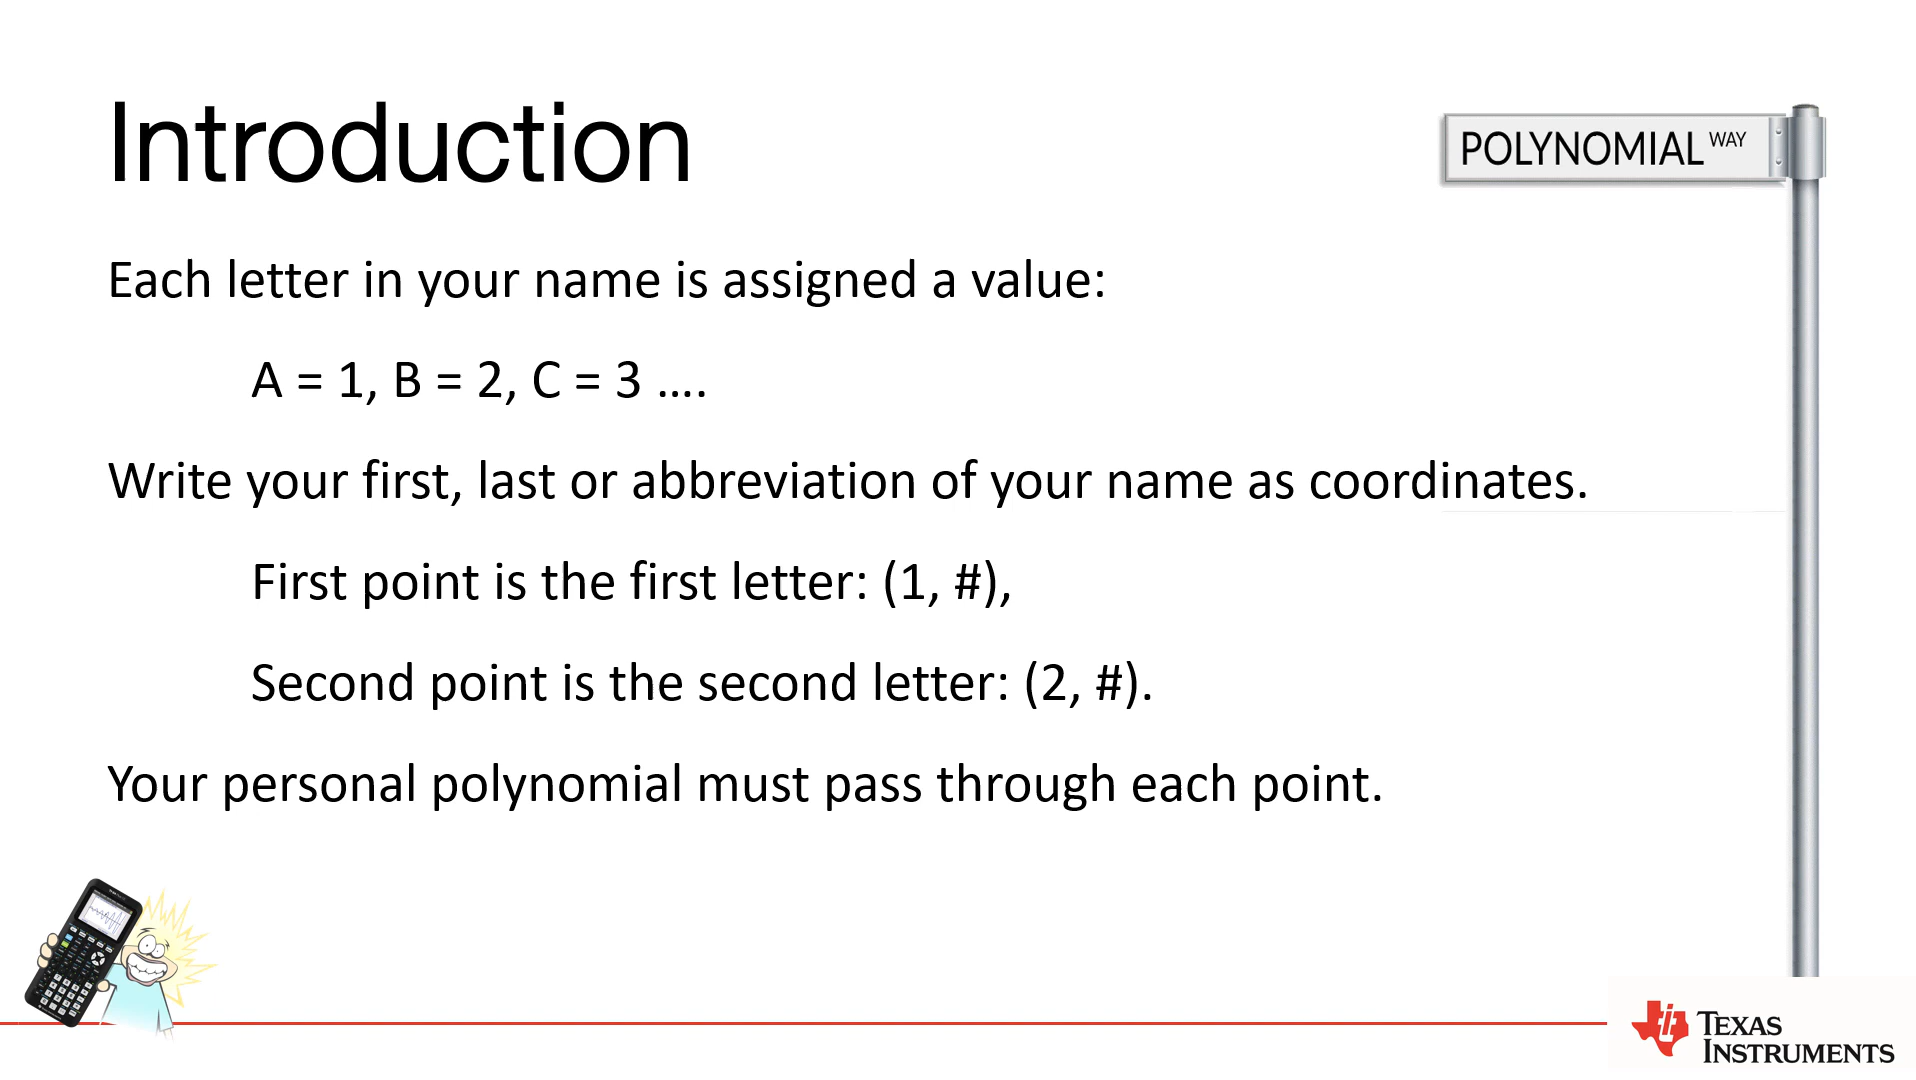 Introduction
POLYNOMIAL WAY
Each letter in your name is assigned a value:
A = 1, B = 2, C = 3 ….
Write your first, last or abbreviation of your name as coordinates.
First point is the first letter: (1, #),
Second point is the second letter: (2, #).
Your personal polynomial must pass through each point.
TEXAS
INSTRUMENTS